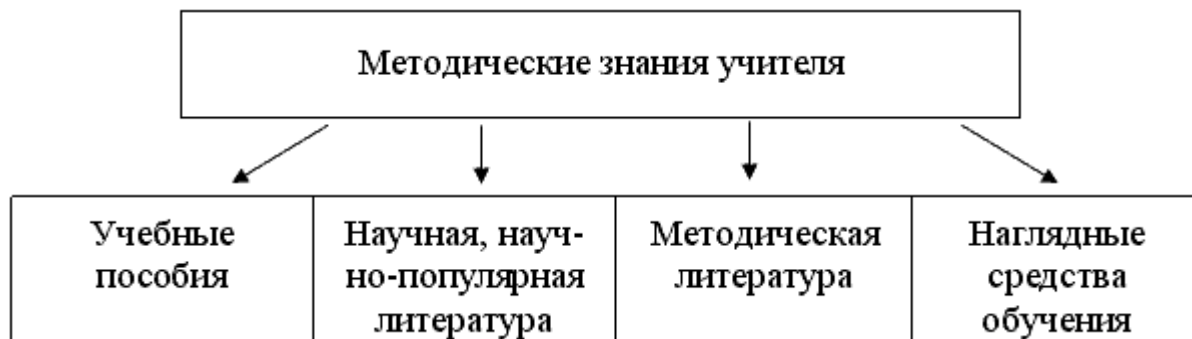 Методические знания учителя
Учебные
пособия
Научная, науч-
но-популярная
литература
Методическая
литература
Наглядные
средства
обучения